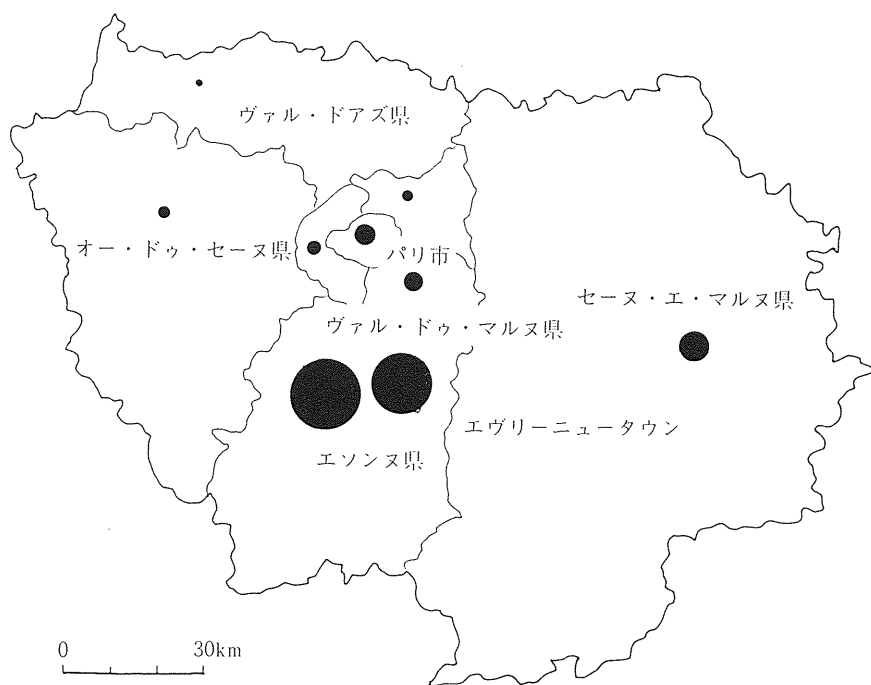 ヴァル・ドアズ県
オー・ドゥ・セーヌ県
パリ市
セーヌ・エ・マルヌ県
ヴァル・ドゥ・マルヌ県
エヴリーニュータウン
エソンヌ県
0 30km